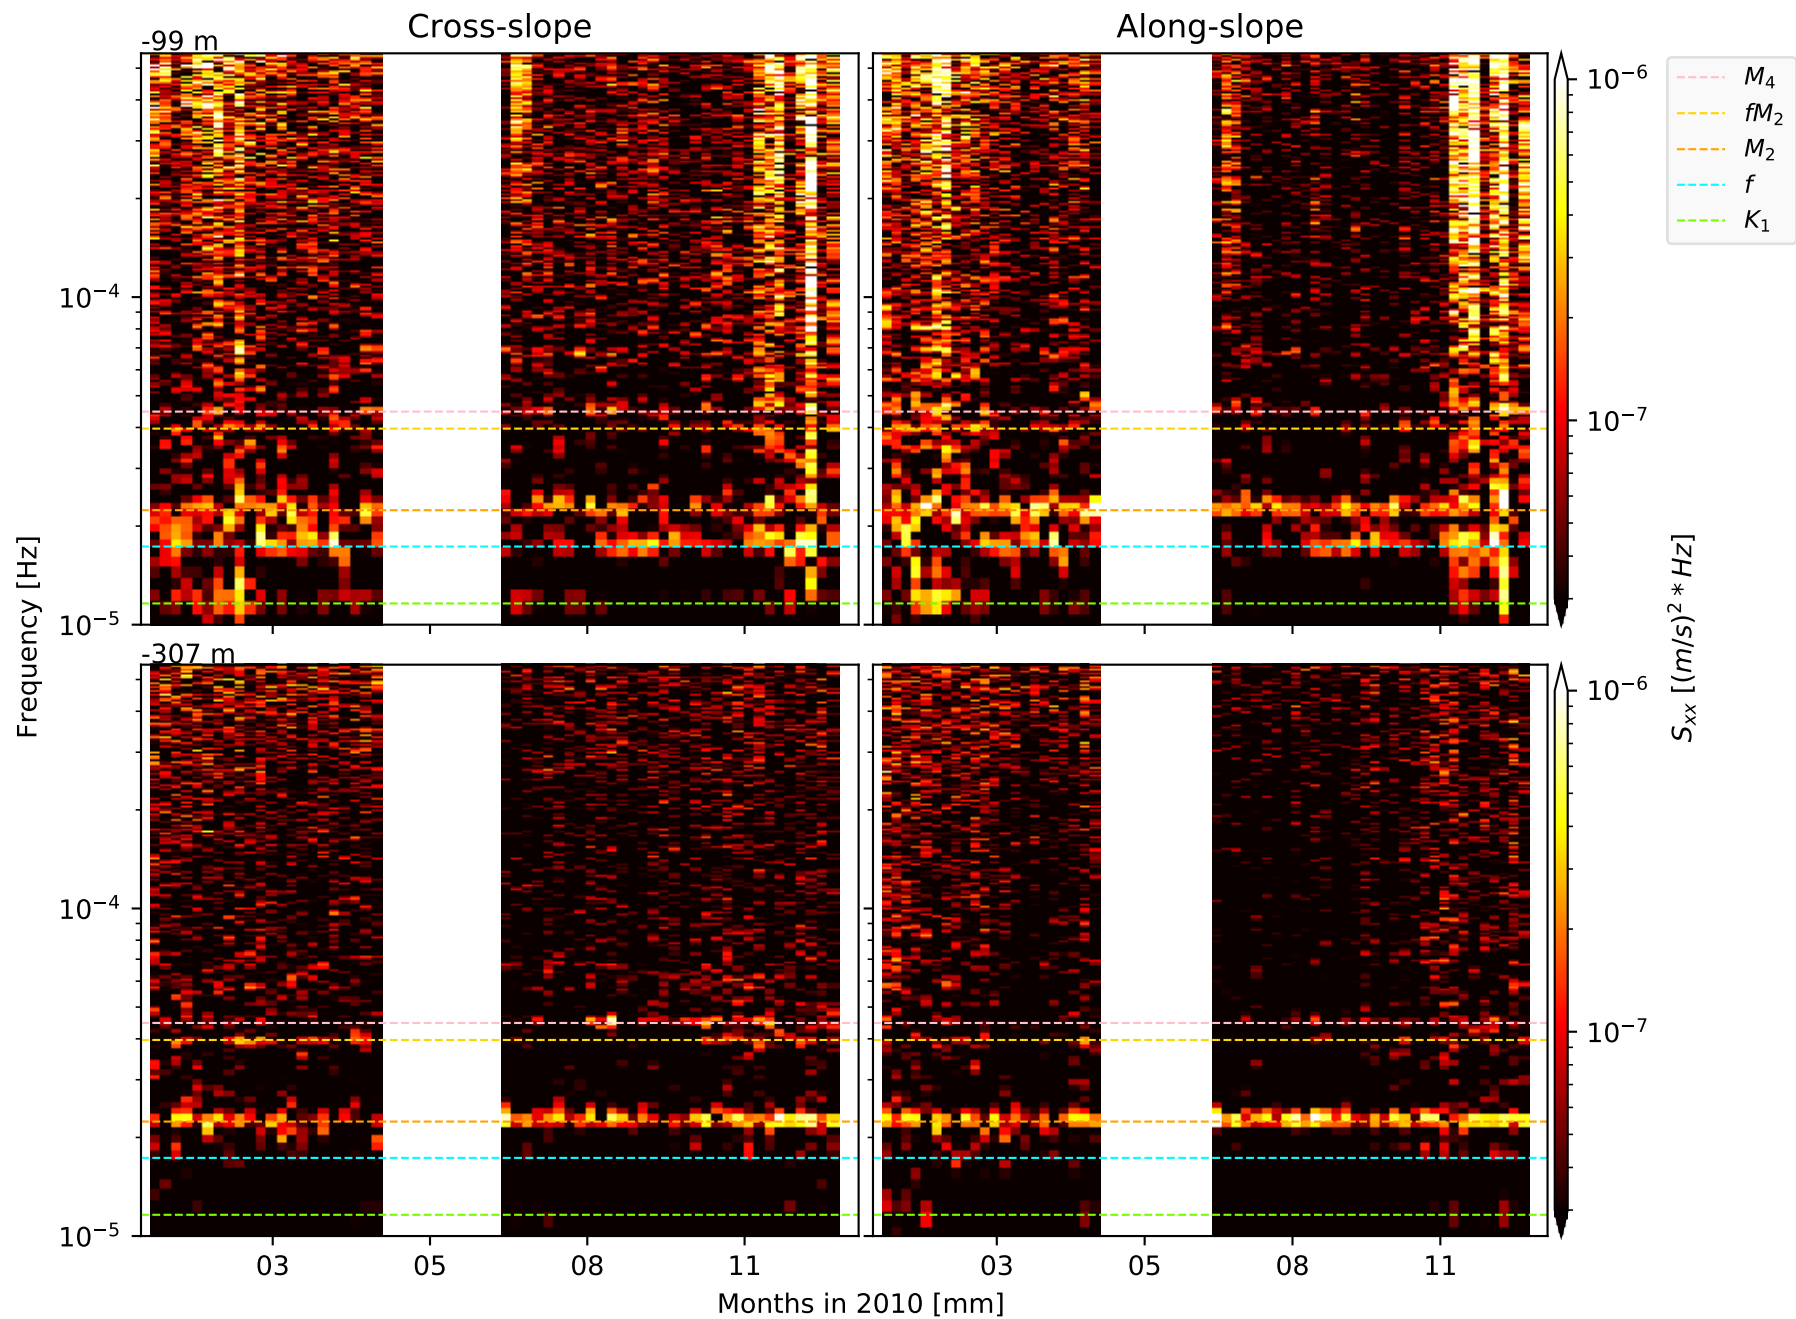 Cross-slope
Along-slope
-99 m
10⁻⁴
10⁻⁵
10⁻⁶
10⁻⁷
M₄
fM₂
M₂
f
K₁
Frequency [Hz]
Sₓₓ [(m/s)² * Hz]
-307 m
10⁻⁴
10⁻⁵
10⁻⁶
10⁻⁷
03 05 08 11
03 05 08 11
Months in 2010 [mm]